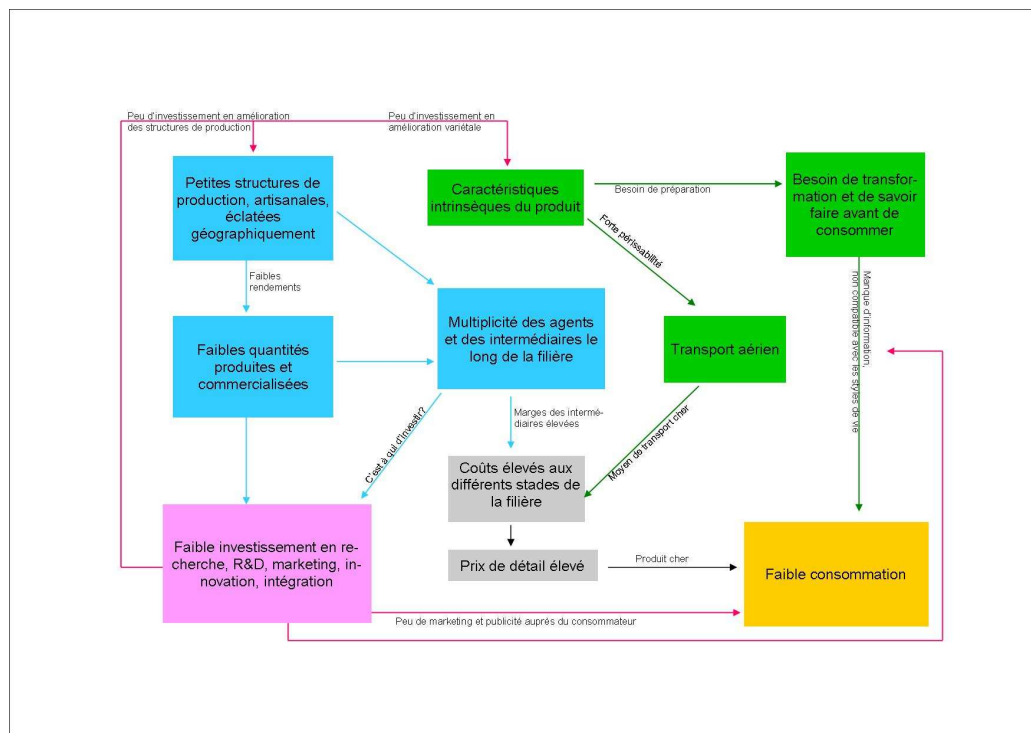 Peu d'investissement en amélioration
des structures de production
Peu d'investissement en
amélioration variétale
Petites structures de
production, artisanales,
éclatées
géographiquement
Caractéristiques
intrinsèques du produit
Besoin de préparation
Besoin de transfor-
mation et de savoir
faire avant de
consommer
Forte périssabilité
Faibles
rendements
Manque d'information,
non compatible avec les styles de vie
Faibles quantités
produites et
commercialisées
Multiplicité des agents
et des intermédiaires le
long de la filière
Transport aérien
C'est à qui d'investir?
Marges des intermé-
diaires élevées
Moyen de transport cher
Coûts élevés aux
différents stades de
la filière
Faible investissement en re-
cherche, R&D, marketing, in-
novation, intégration
Prix de détail élevé
Produit cher
Faible consommation
Peu de marketing et publicité auprés du consommateur